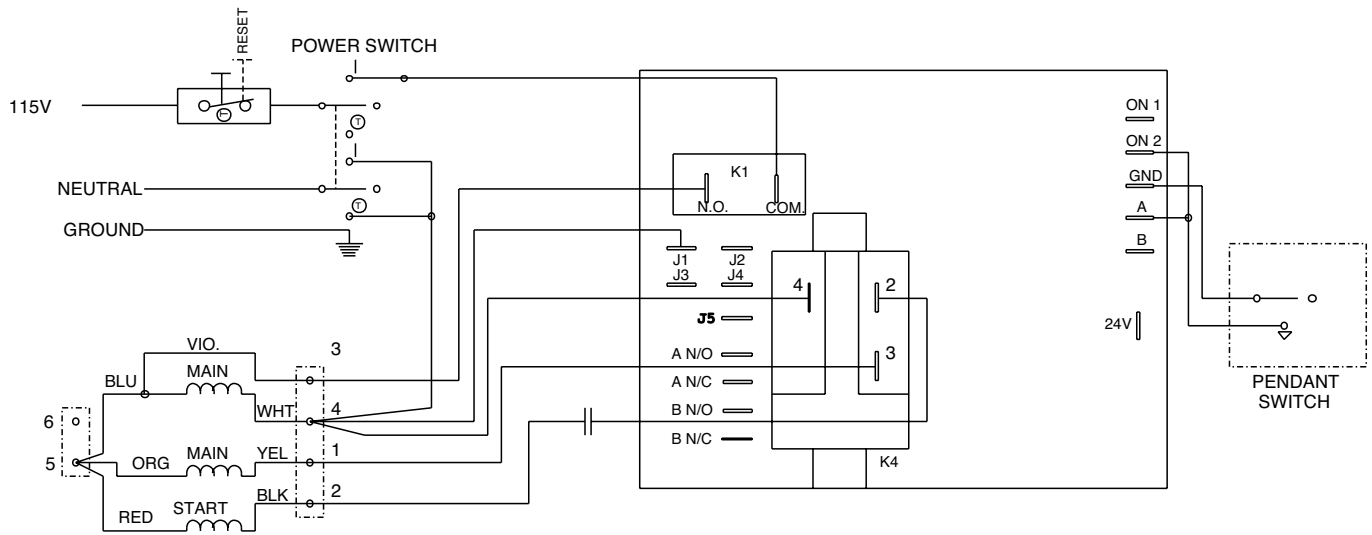 RESET
POWER SWITCH
115V
T
T
NEUTRAL
T
GROUND
K1
N.O.
COM.
ON 1
ON 2
GND
A
B
J1
J2
J3
J4
4
2
J5
24V
3
A N/O
A N/C
B N/O
B N/C
K4
PENDANT
SWITCH
VIO.
3
BLU
MAIN
WHT
4
6
5
ORG
MAIN
YEL
1
RED
START
BLK
2